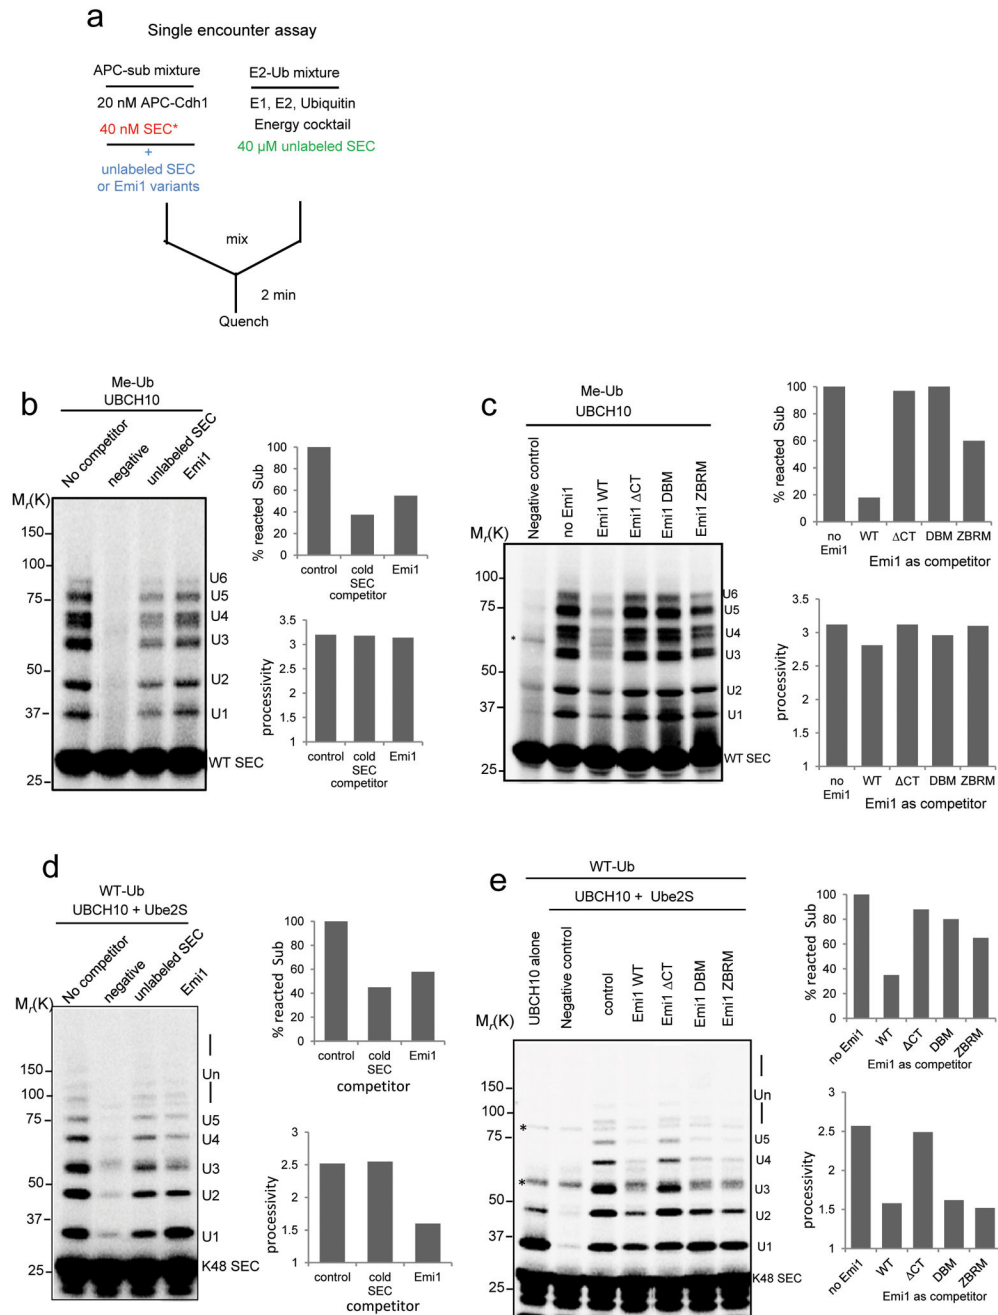 a
Single encounter assay
APC-sub mixture
E2-Ub mixture
20 nM APC-Cdh1
E1, E2, Ubiquitin
40 nM SEC*
Energy cocktail
+
40 µM unlabeled SEC
unlabeled SEC
or Emi1 variants
mix
2 min
Quench
b
Me-Ub
UBCH10
No competitor
negative
unlabeled SEC
Emi1
Mr(K)
150
100
75
50
37
25
U6
U5
U4
U3
U2
U1
WT SEC
% reacted Sub
100
80
60
40
20
0
control
cold SEC
Emi1
competitor
processivity
3.5
3
2.5
2
1.5
1
control
cold SEC
Emi1
competitor
c
Me-Ub
UBCH10
Negative control
no Emi1
Emi1 WT
Emi1 ΔCT
Emi1 DBM
Emi1 ZBRM
Mr(K)
100
75
*
50
37
25
U6
U5
U4
U3
U2
U1
WT SEC
% reacted Sub
100
80
60
40
20
0
no Emi1
WT
ΔCT
DBM
ZBRM
Emi1 as competitor
processivity
3.5
3
2.5
2
1.5
1
no Emi1
WT
ΔCT
DBM
ZBRM
Emi1 as competitor
d
WT-Ub
UBCH10 + Ube2S
No competitor
negative
unlabeled SEC
Emi1
Mr(K)
150
100
75
50
37
25
Un
U5
U4
U3
U2
U1
K48 SEC
% reacted Sub
100
80
60
40
20
0
control
cold SEC
Emi1
competitor
processivity
3
2.5
2
1.5
1
control
cold SEC
Emi1
competitor
e
WT-Ub
UBCH10 + Ube2S
UBCH10 alone
Negative control
control
Emi1 WT
Emi1 ΔCT
Emi1 DBM
Emi1 ZBRM
Mr(K)
150
100
*
75
*
50
37
25
Un
U5
U4
U3
U2
U1
K48 SEC
% reacted Sub
100
80
60
40
20
0
no Emi1
WT
ΔCT
DBM
ZBRM
Emi1 as competitor
processivity
3
2.5
2
1.5
1
no Emi1
WT
ΔCT
DBM
ZBRM
Emi1 as competitor